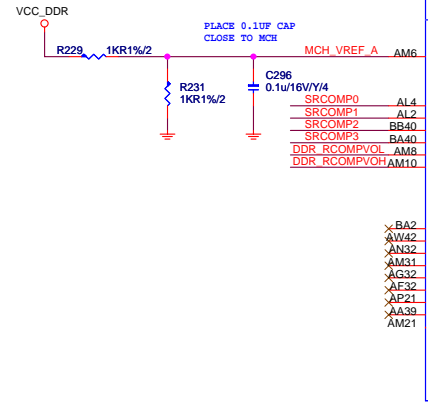 VCC_DDR
PLACE 0.1UF CAP
CLOSE TO MCH
R229 1KR1%/2 MCH_VREF_A AM6
R231
1KR1%/2
C296
0.1u/16V/Y/4
SRCOMP0 AL4
SRCOMP1 AL2
SRCOMP2 BB40
SRCOMP3 BA40
DDR_RCOMPVOL AM8
DDR_RCOMPVOH AM10
BA2
AW42
AN32
AM31
AG32
AF32
AP21
AA39
AM21